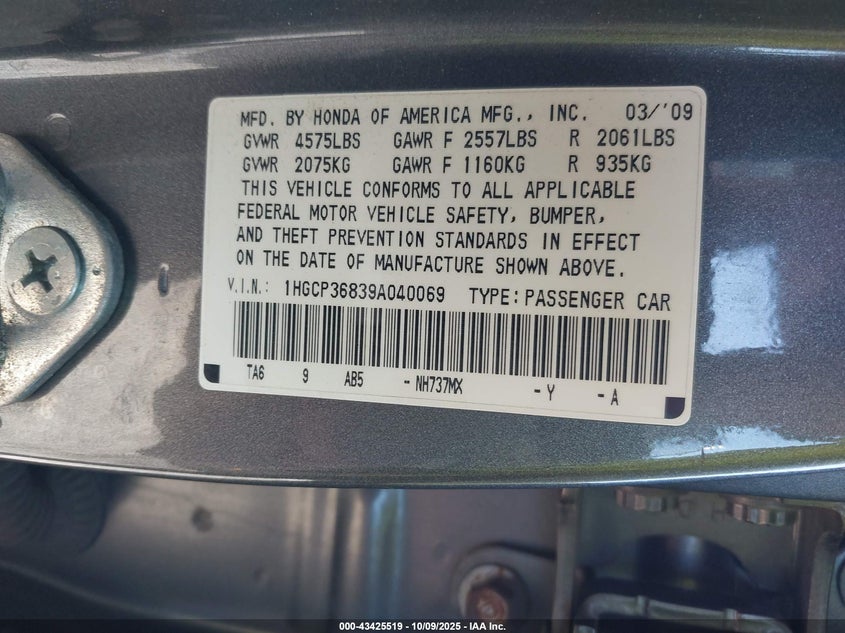 MFD. BY HONDA OF AMERICA MFG., INC. 03/'09
GVWR 4575LBS GAWR F 2557LBS R 2061LBS
GVWR 2075KG GAWR F 1160KG R 935KG
THIS VEHICLE CONFORMS TO ALL APPLICABLE
FEDERAL MOTOR VEHICLE SAFETY, BUMPER,
AND THEFT PREVENTION STANDARDS IN EFFECT
ON THE DATE OF MANUFACTURE SHOWN ABOVE.
V.I.N.: 1HGCP36839A040069 TYPE: PASSENGER CAR
TA6 9 AB5 - NH737MX - Y - A
000-43425519 - 10/09/2025 - IAA Inc.